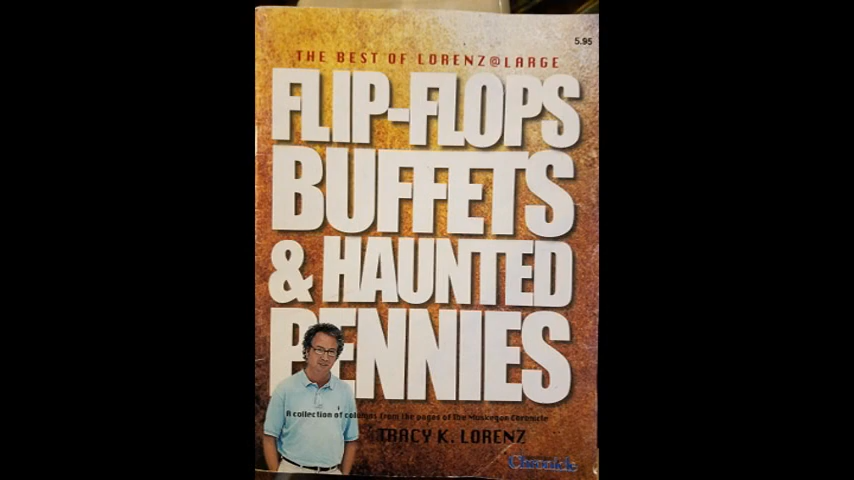 5.95
THE BEST OF LORENZ@LARGE
FLIP-FLOPS
BUFFETS
& HAUNTED
PENNIES
A collection of columns from the pages of The Muskegon Chronicle
TRACY K. LORENZ
Chronicle